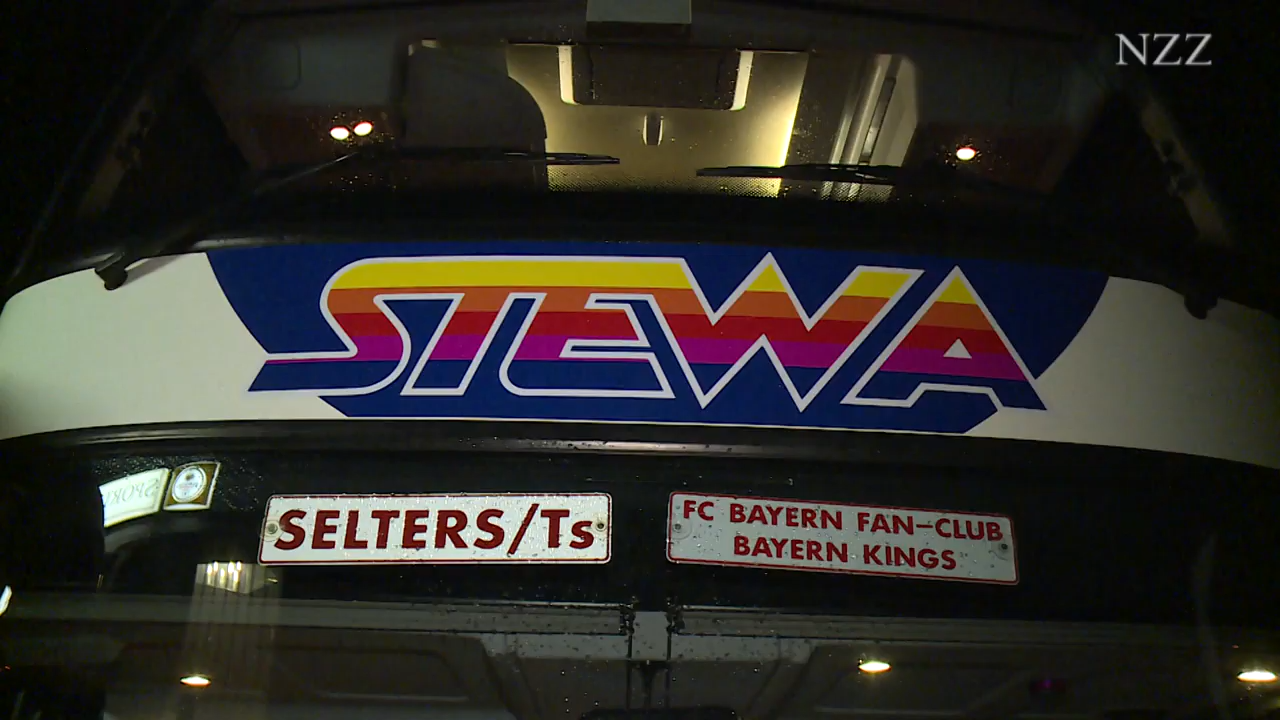 NZZ
STEWA
SELTERS/Ts
FC BAYERN FAN-CLUB
BAYERN KINGS